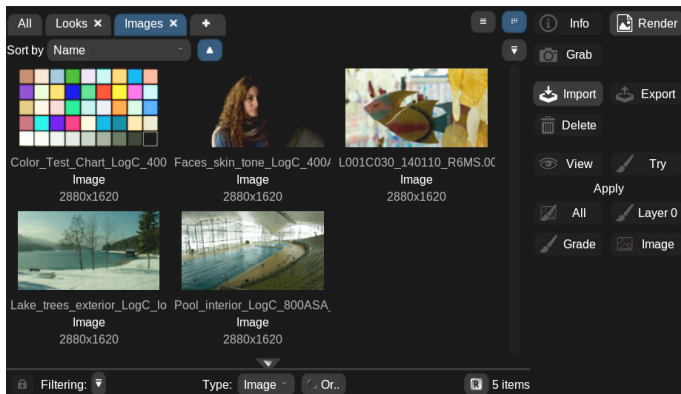 All Looks × Images × +
Info Render
Sort by Name
Grab
Import Export
Delete
View Try
Apply
All Layer 0
Grade Image
Color_Test_Chart_LogC_400 Faces_skin_tone_LogC_400A L001C030_140110_R6MS.00
Image Image Image
2880x1620 2880x1620 2880x1620
Lake_trees_exterior_LogC_lo Pool_interior_LogC_800ASA_
Image Image
2880x1620 2880x1620
Filtering: Type: Image Or.. R 5 items